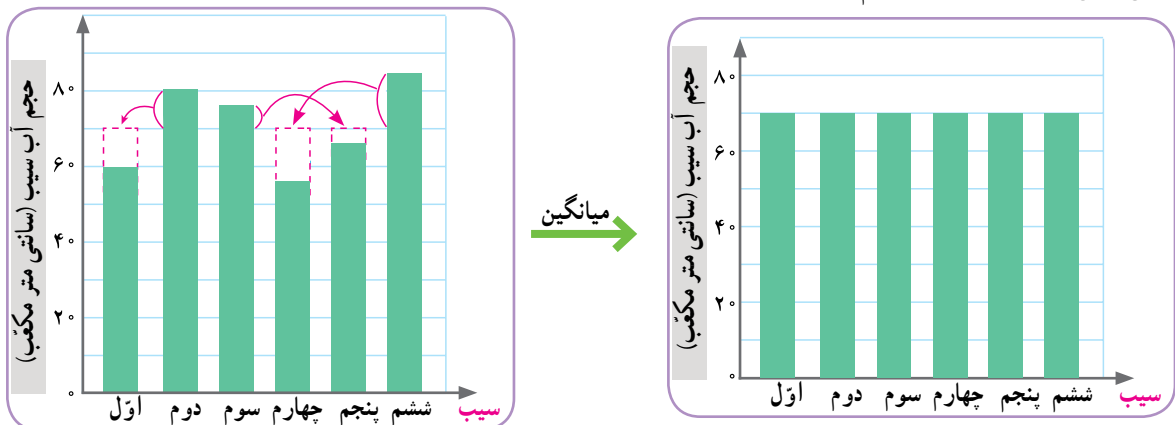 حجم آب سیب (سانتی متر مکعّب)
۸۰
۶۰
۴۰
۲۰
۰
اوّل دوم سوم چهارم پنجم ششم سیب
میانگین
حجم آب سیب (سانتی متر مکعّب)
۸۰
۶۰
۴۰
۲۰
۰
اوّل دوم سوم چهارم پنجم ششم سیب